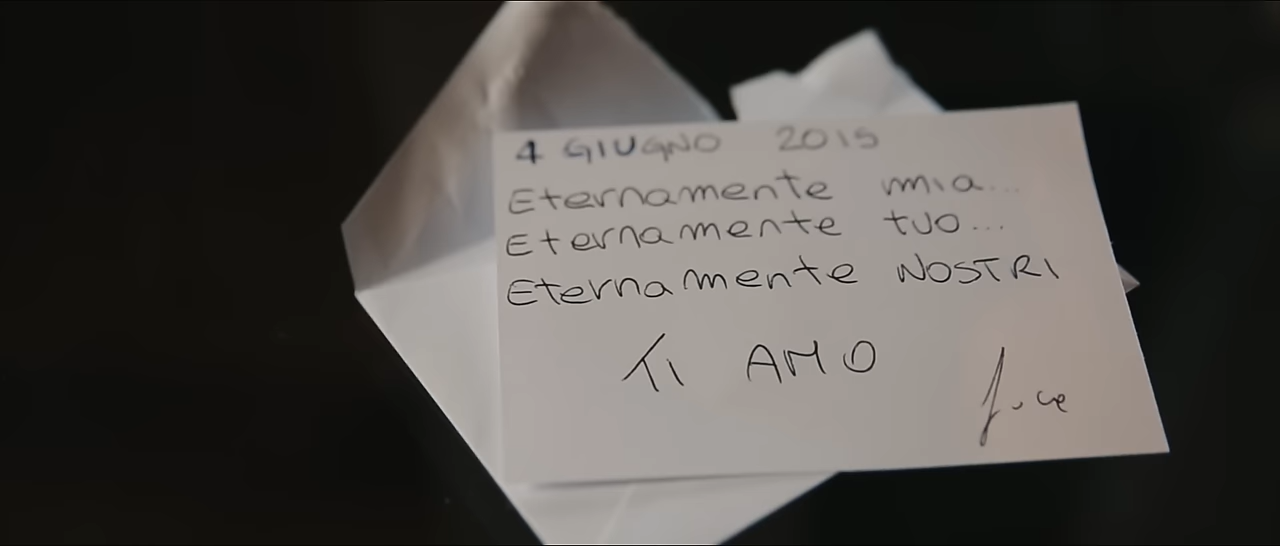 4 GIUGNO 2015
Eternamente mia...
Eternamente tuo...
Eternamente NOSTRI
TI AMO